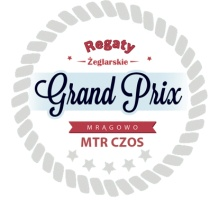 Regaty
Żeglarskie
Grand Prix
MRĄGOWO
MTR CZOS